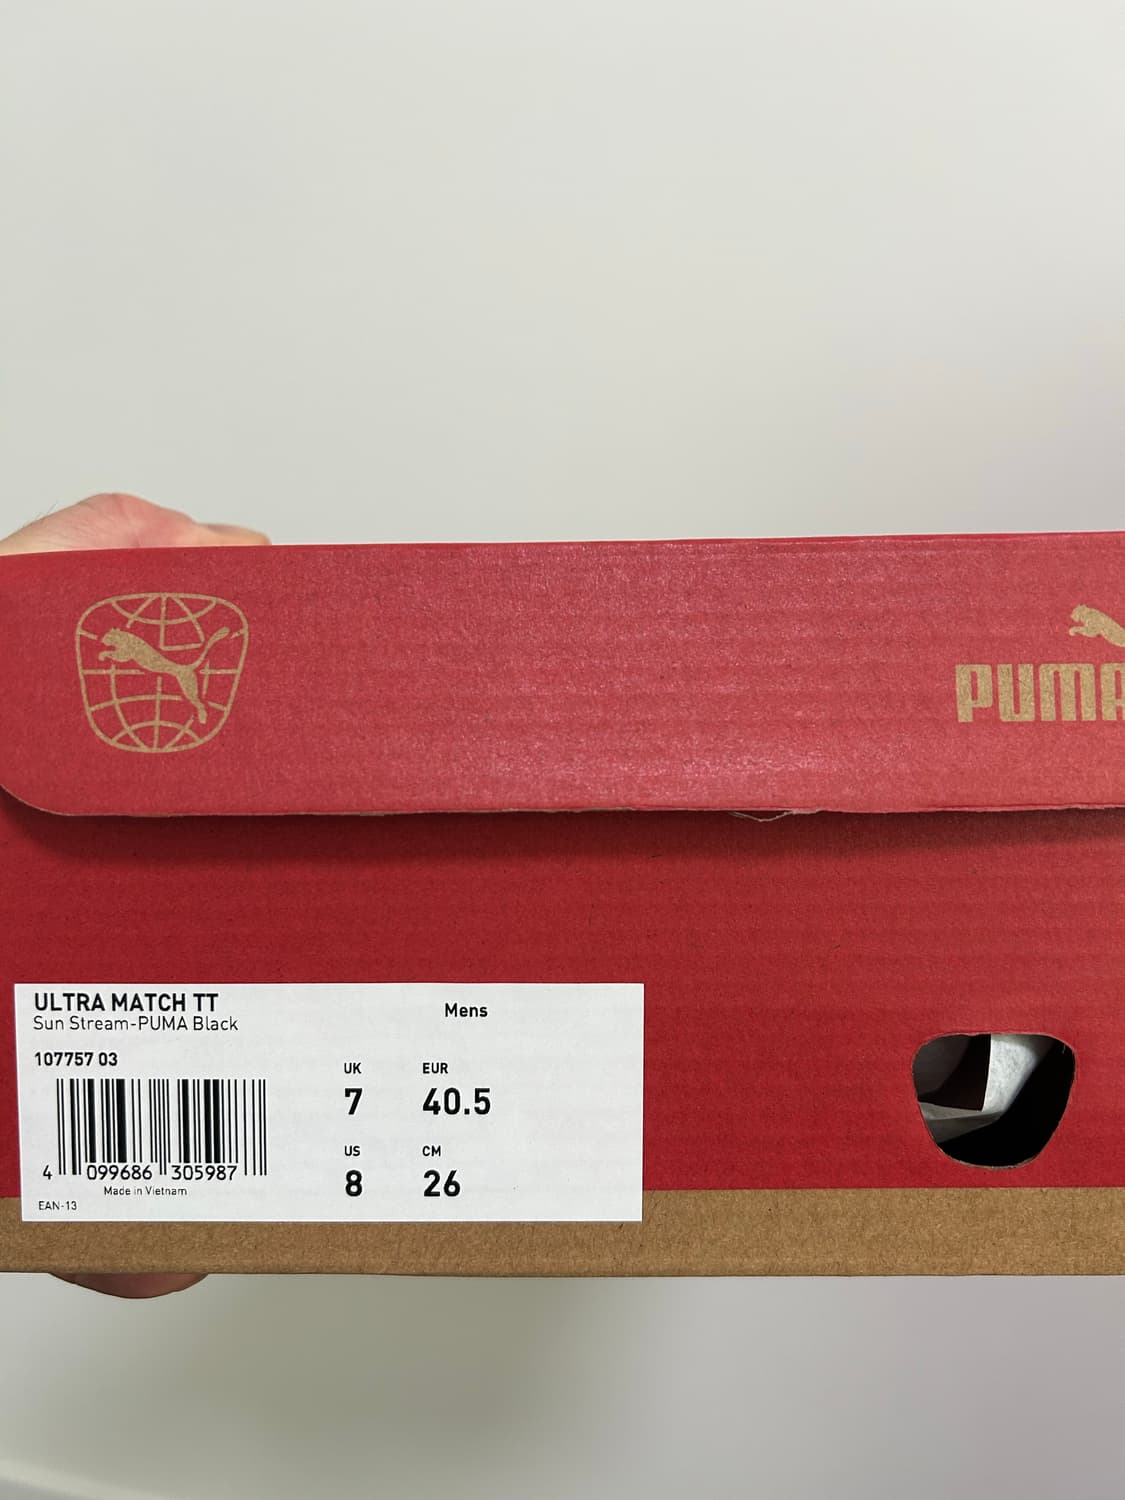 PUMA
ULTRA MATCH TT
Mens
Sun Stream-PUMA Black
107757 03
UK
EUR
7
40.5
US
CM
8
26
4 099686 305987
Made in Vietnam
EAN-13